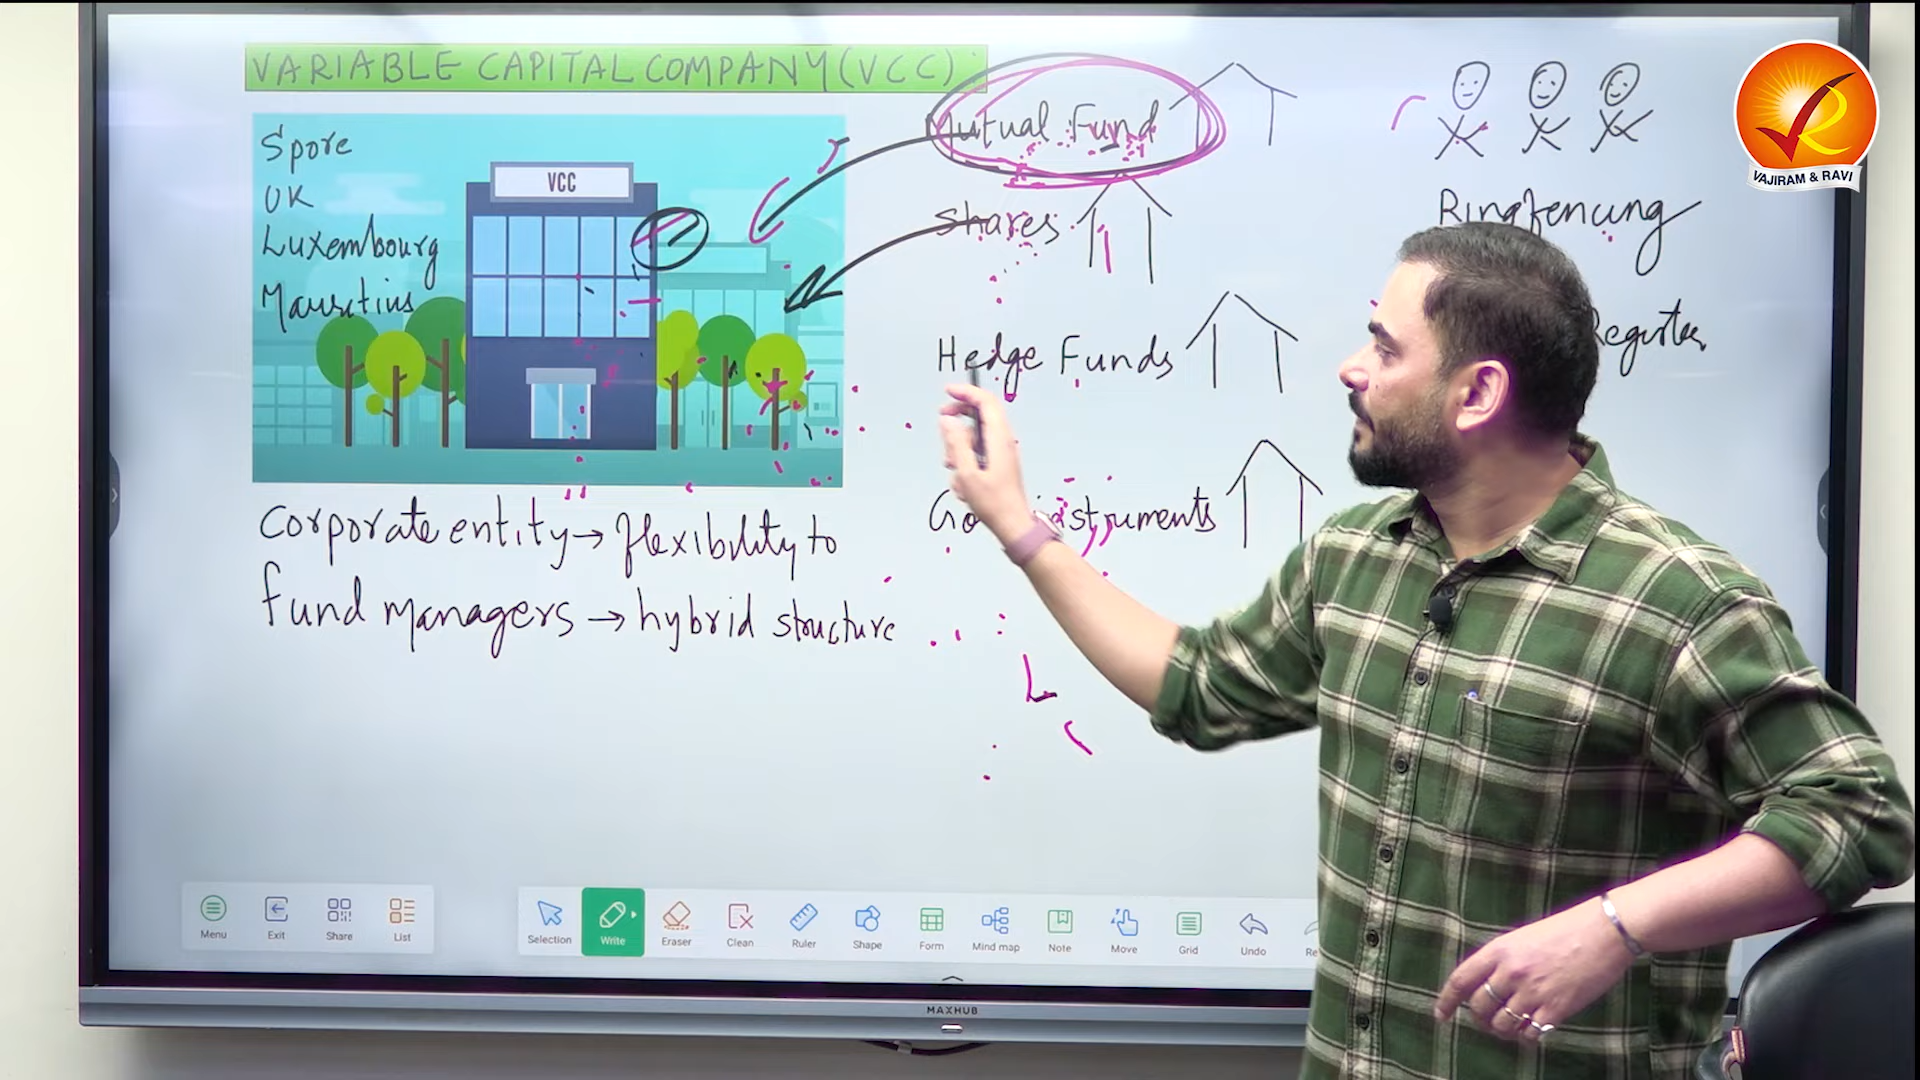 VARIABLE CAPITAL COMPANY (VCC)
Spore
UK
Luxembourg
Mauritius
VCC
Corporate entity → flexibility to
fund managers → hybrid structure
Mutual Fund
Shares
Hedge Funds
Ringfencing
Register
VAJIRAM & RAVI
Menu
Exit
Share
List
Selection
Write
Eraser
Clean
Ruler
Shape
Form
Mind map
Note
Move
Grid
Undo
MAXHUB